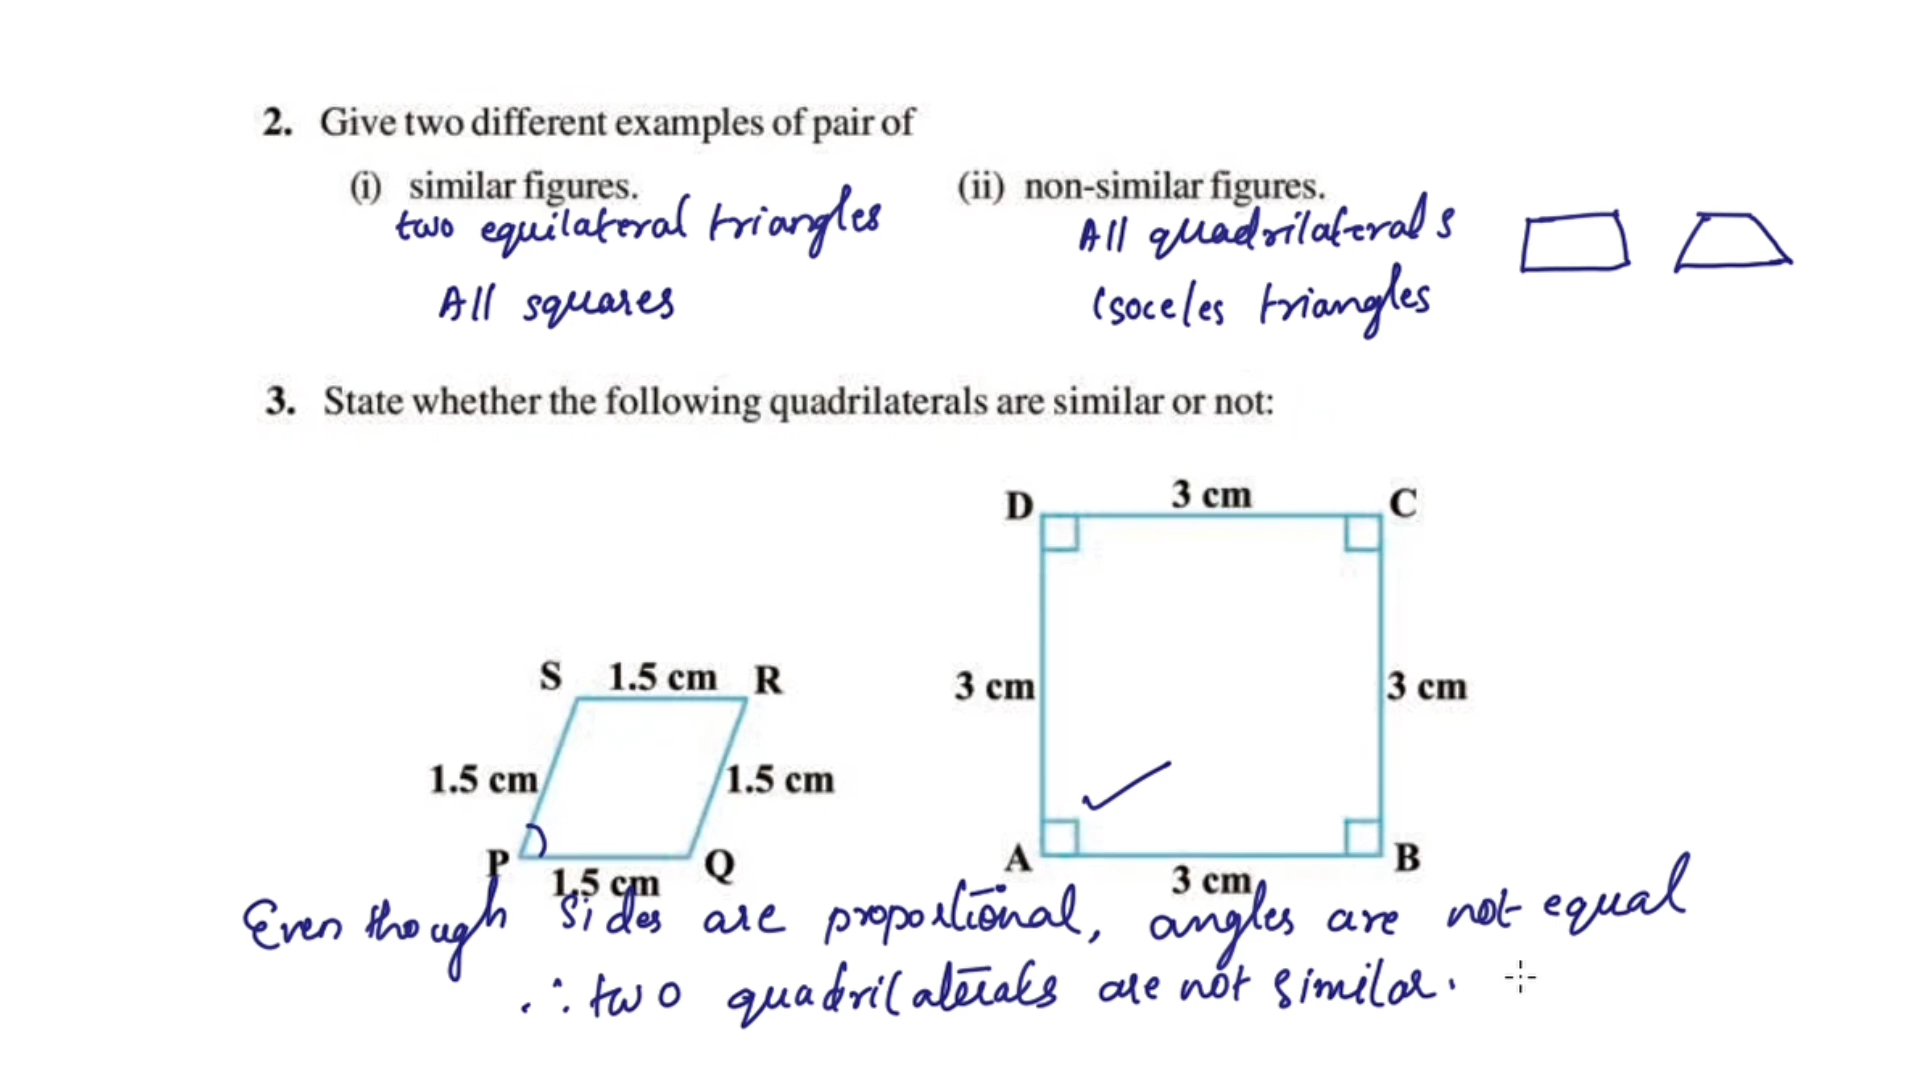 2. Give two different examples of pair of
(i) similar figures. (ii) non-similar figures.
two equilateral triangles All quadrilaterals
All squares Isoceles triangles
3. State whether the following quadrilaterals are similar or not:
D 3 cm C
S 1.5 cm R 3 cm 3 cm
1.5 cm 1.5 cm
P 1.5 cm Q A 3 cm B
Even though sides are proportional, angles are not equal
∴ two quadrilaterals are not similar.